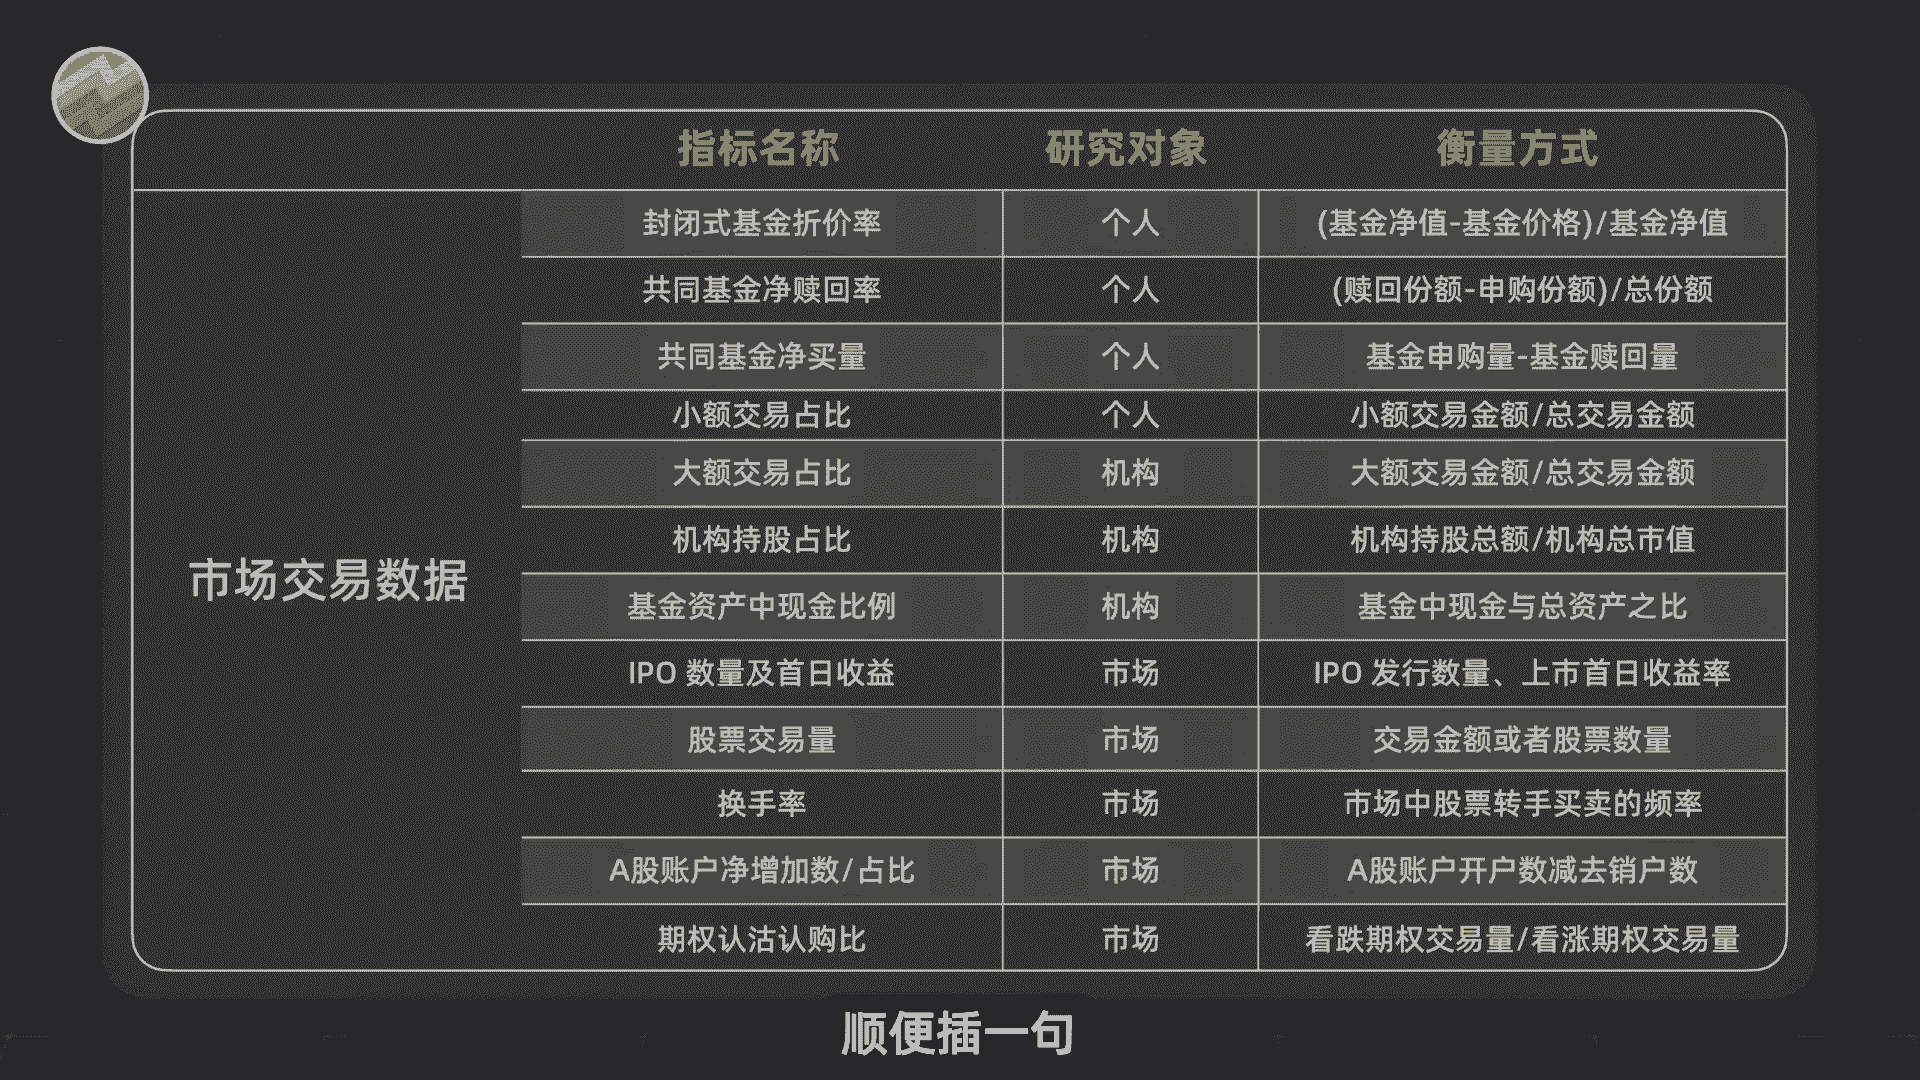 指标名称 研究对象 衡量方式
封闭式基金折价率 个人 (基金净值-基金价格)/基金净值
共同基金净赎回率 个人 (赎回份额-申购份额)/总份额
共同基金净买量 个人 基金申购量-基金赎回量
小额交易占比 个人 小额交易金额/总交易金额
大额交易占比 机构 大额交易金额/总交易金额
机构持股占比 机构 机构持股总额/机构总市值
市场交易数据
基金资产中现金比例 机构 基金中现金与总资产之比
IPO 数量及首日收益 市场 IPO 发行数量、上市首日收益率
股票交易量 市场 交易金额或者股票数量
换手率 市场 市场中股票转手买卖的频率
A股账户净增加数/占比 市场 A股账户开户数减去销户数
期权认沽认购比 市场 看跌期权交易量/看涨期权交易量
顺便插一句